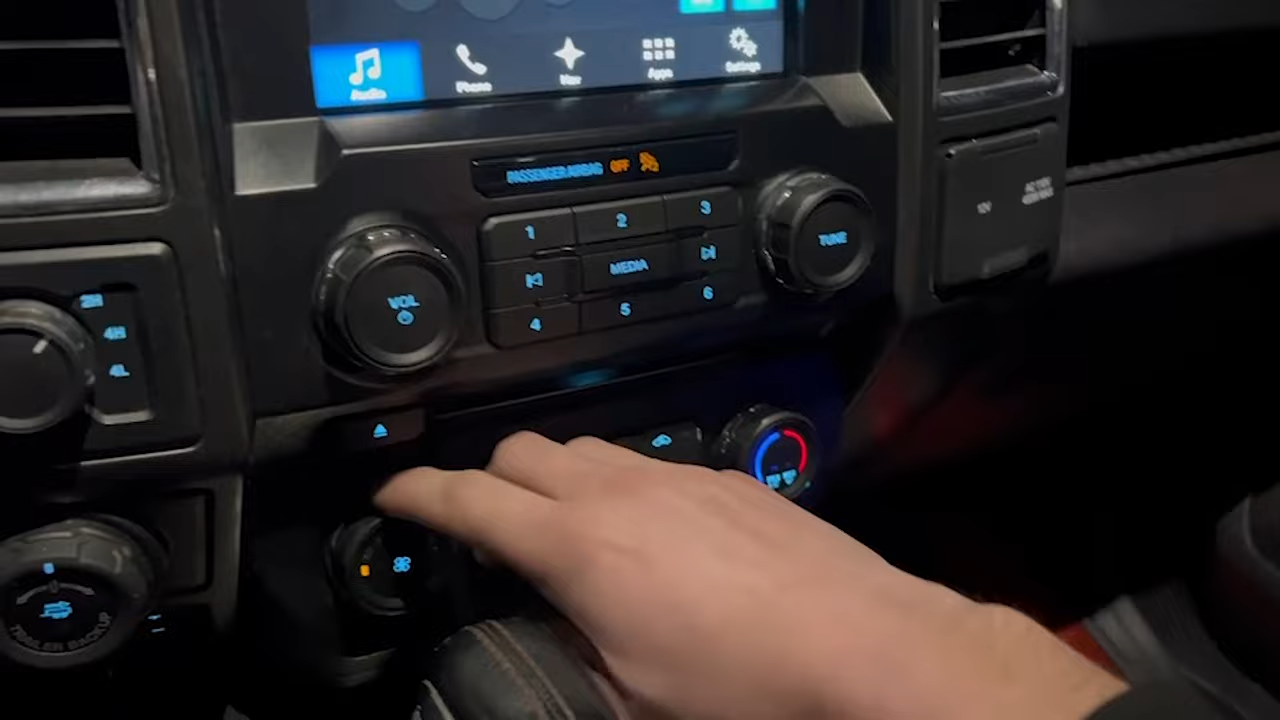 Audio
Phone
Nav
Apps
Settings
PASSENGER AIRBAG OFF
1
2
3
VOL
MEDIA
TUNE
4
5
6
2H
4H
4L
12V
TRAILER BACKUP